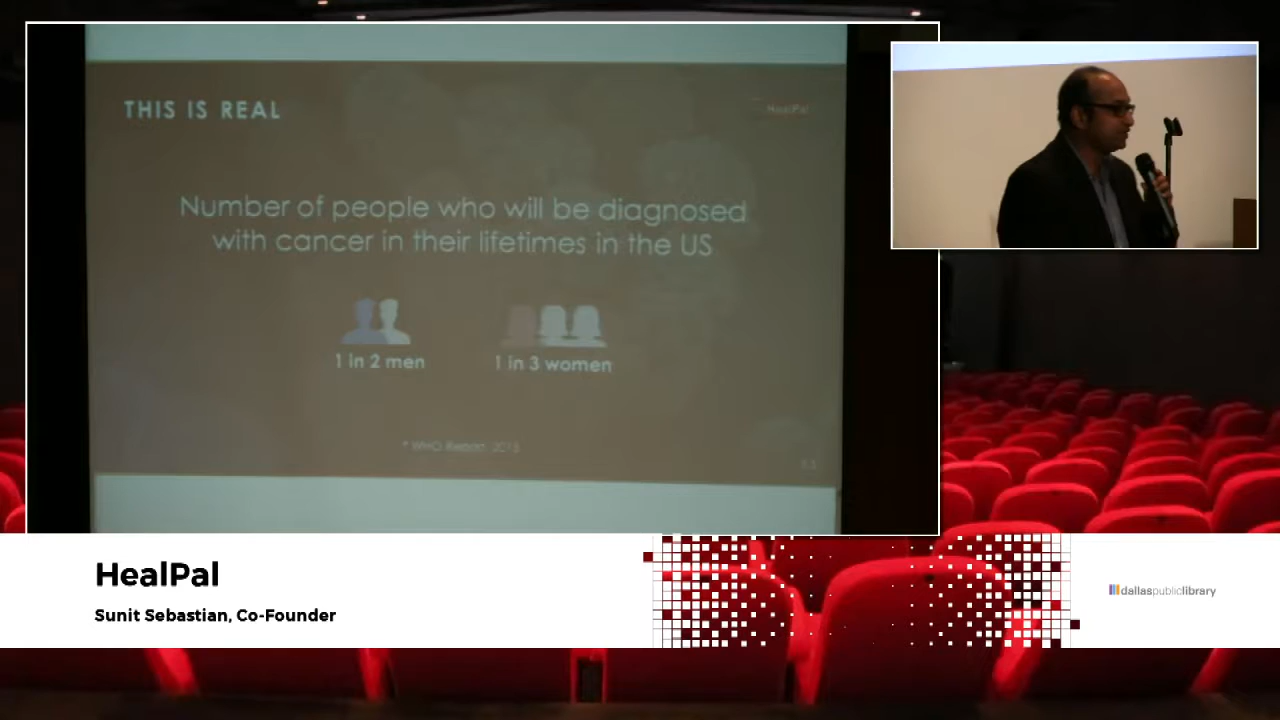 THIS IS REAL
HealPal
Number of people who will be diagnosed
with cancer in their lifetimes in the US
1 in 2 men
1 in 3 women
* WHO Report, 2013
HealPal
Sunit Sebastian, Co-Founder
dallaspubliclibrary